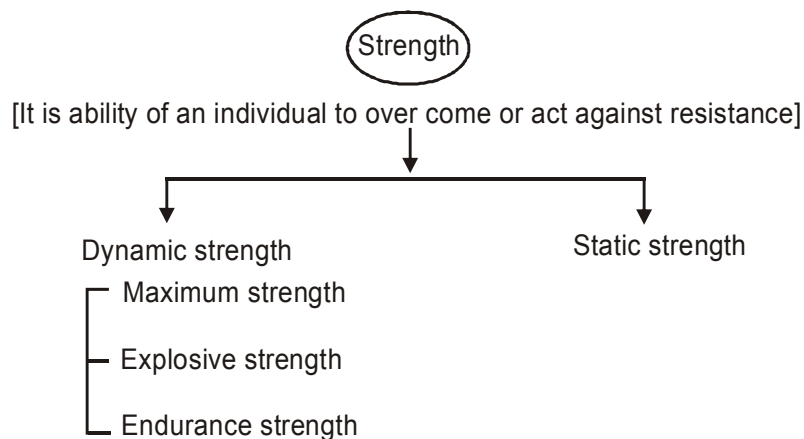 Strength
[It is ability of an individual to over come or act against resistance]
Dynamic strength
Static strength
Maximum strength
Explosive strength
Endurance strength